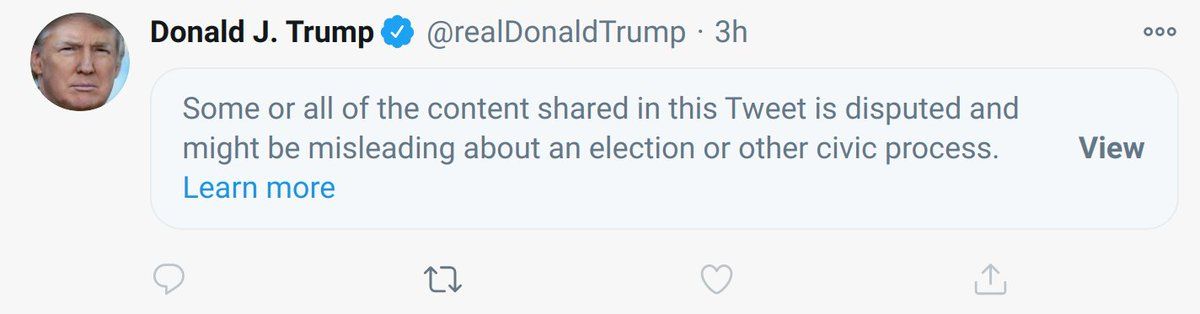 Donald J. Trump @realDonaldTrump · 3h
Some or all of the content shared in this Tweet is disputed and
might be misleading about an election or other civic process.
View
Learn more